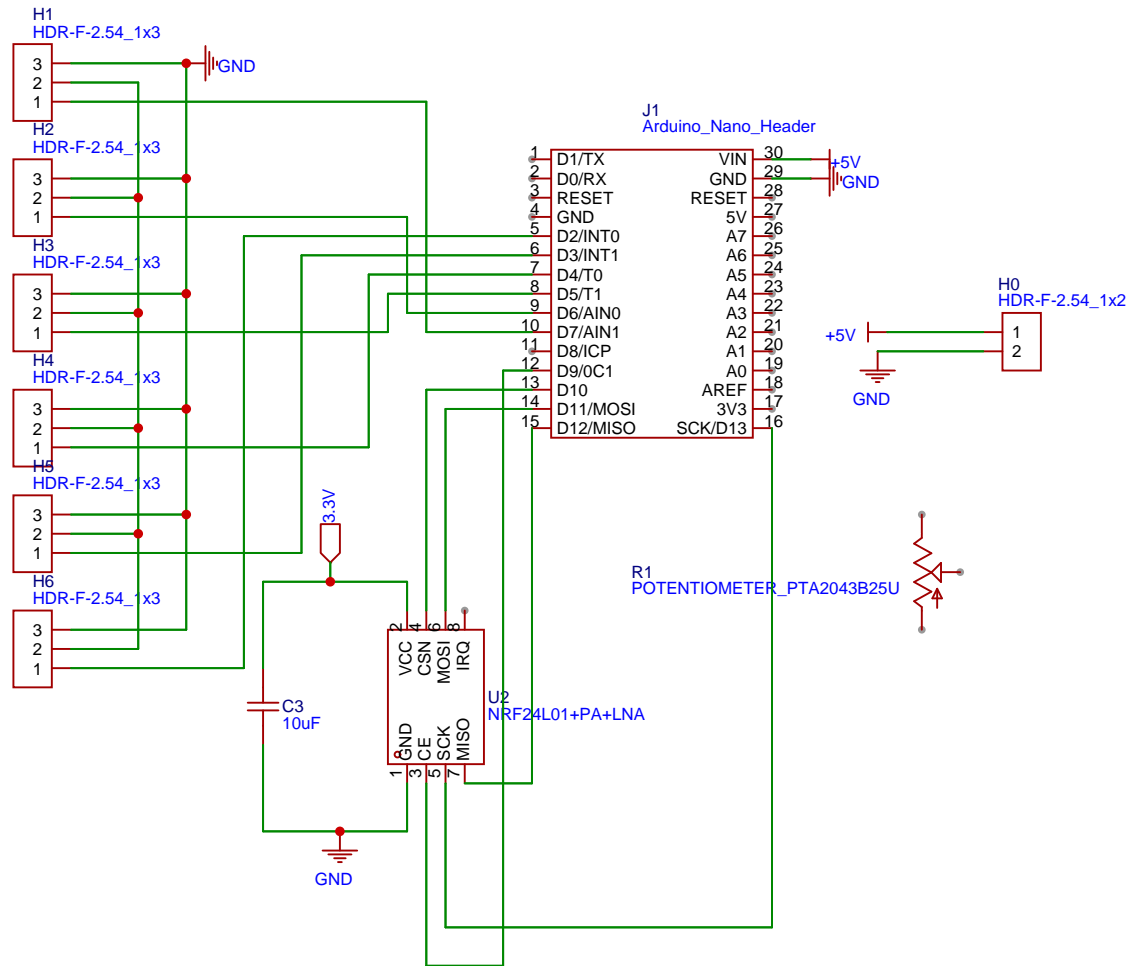 H1
HDR-F-2.54_1x3
3
2
1
GND
H2
HDR-F-2.54_1x3
3
2
1
H3
HDR-F-2.54_1x3
3
2
1
H4
HDR-F-2.54_1x3
3
2
1
H5
HDR-F-2.54_1x3
3
2
1
H6
HDR-F-2.54_1x3
3
2
1
J1
Arduino_Nano_Header
1 D1/TX VIN 30
2 D0/RX GND 29
3 RESET RESET 28
4 GND 5V 27
5 D2/INT0 A7 26
6 D3/INT1 A6 25
7 D4/T0 A5 24
8 D5/T1 A4 23
9 D6/AIN0 A3 22
10 D7/AIN1 A2 21
11 D8/ICP A1 20
12 D9/0C1 A0 19
13 D10 AREF 18
14 D11/MOSI 3V3 17
15 D12/MISO SCK/D13 16
+5V
GND
H0
HDR-F-2.54_1x2
+5V
1
2
GND
3.3V
R1
POTENTIOMETER_PTA2043B25U
2 4 6 8
VCC CSN MOSI IRQ
U2
NRF24L01+PA+LNA
GND CE SCK MISO
1 3 5 7
C3
10uF
GND